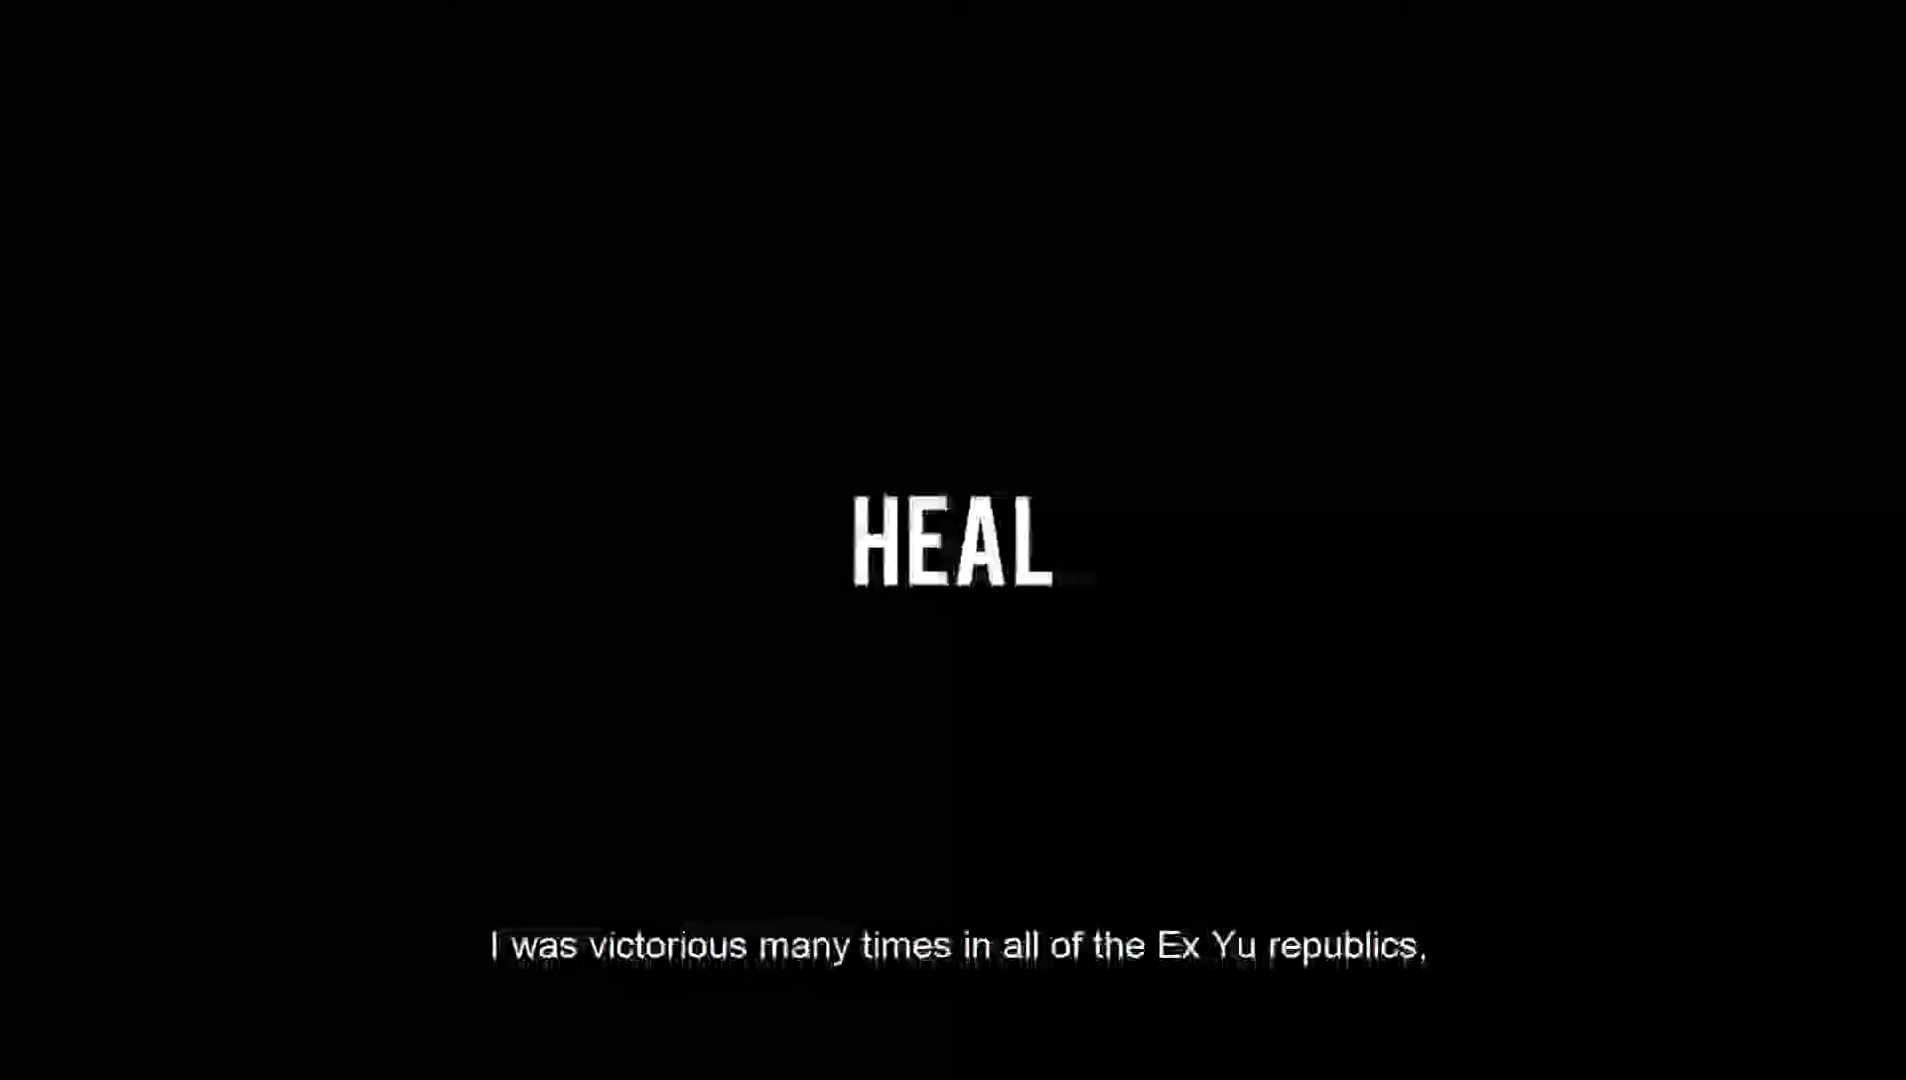 HEAL
I was victorious many times in all of the Ex Yu republics,